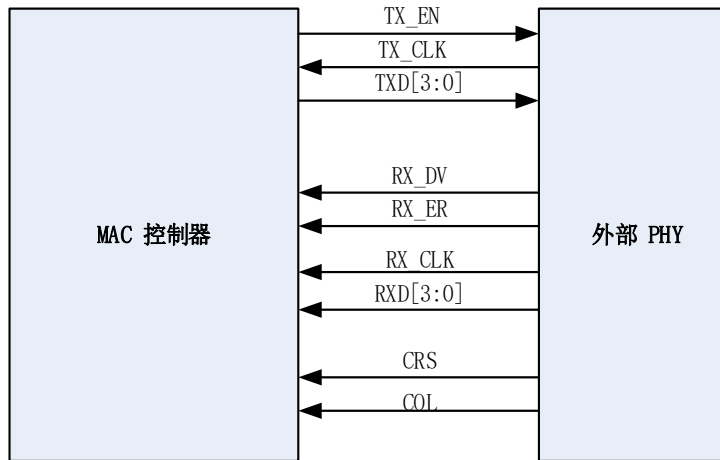 TX_EN
TX_CLK
TXD[3:0]
RX_DV
RX_ER
MAC 控制器
外部 PHY
RX_CLK
RXD[3:0]
CRS
COL